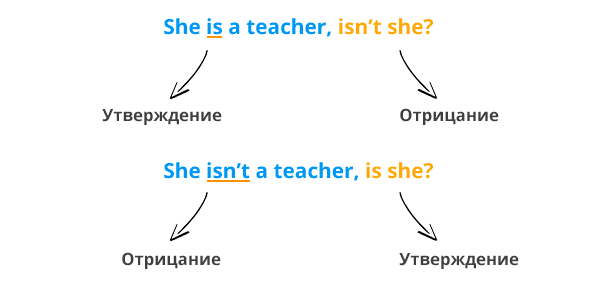 She is a teacher, isn’t she?
Утверждение Отрицание
She isn’t a teacher, is she?
Отрицание Утверждение